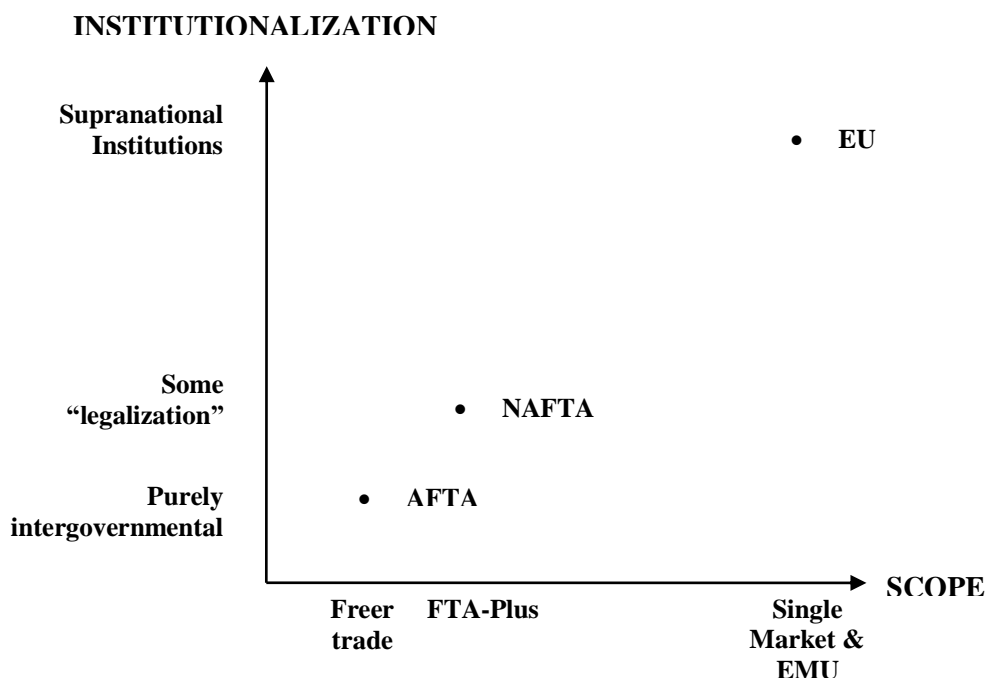 INSTITUTIONALIZATION
Supranational
Institutions
EU
Some
“legalization”
NAFTA
Purely
intergovernmental
AFTA
SCOPE
Freer
trade
FTA-Plus
Single
Market &
EMU